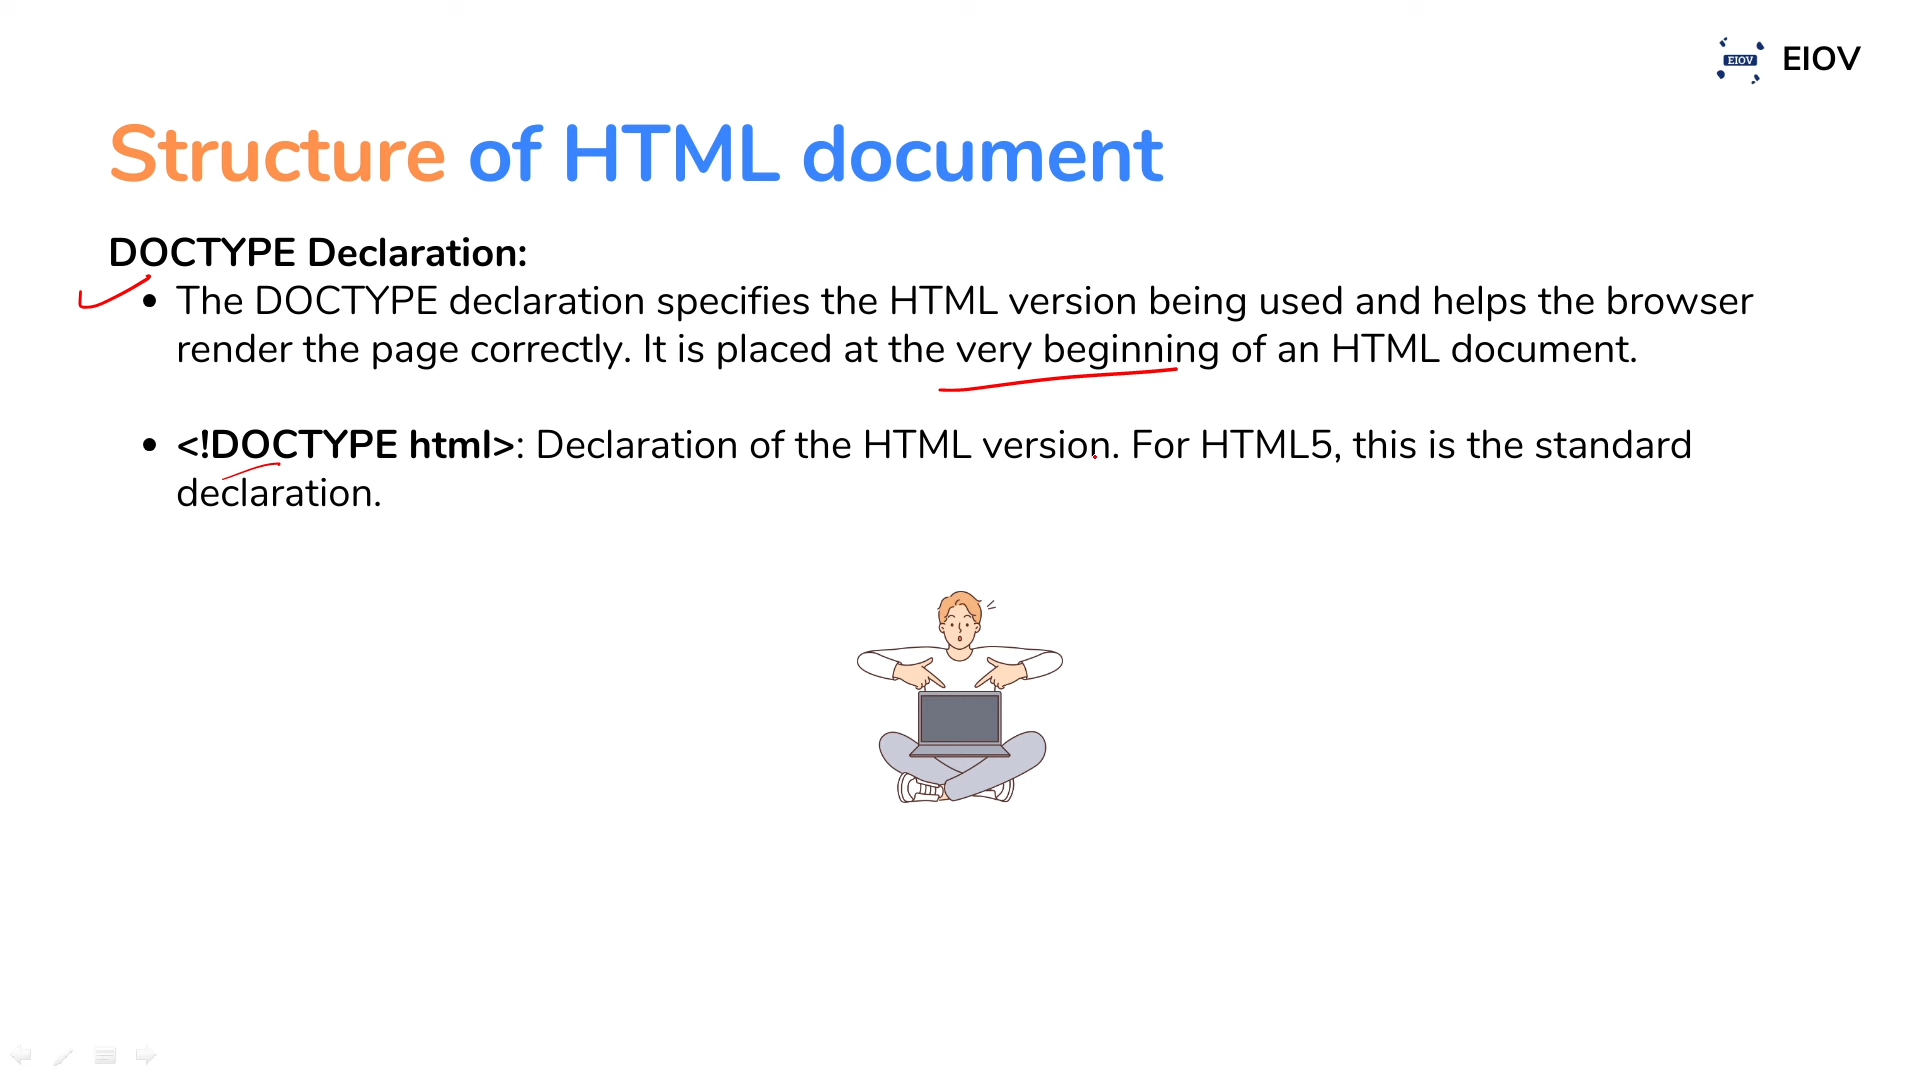 EIOV EIOV
Structure of HTML document
DOCTYPE Declaration:
• The DOCTYPE declaration specifies the HTML version being used and helps the browser
render the page correctly. It is placed at the very beginning of an HTML document.
• <!DOCTYPE html>: Declaration of the HTML version. For HTML5, this is the standard
declaration.